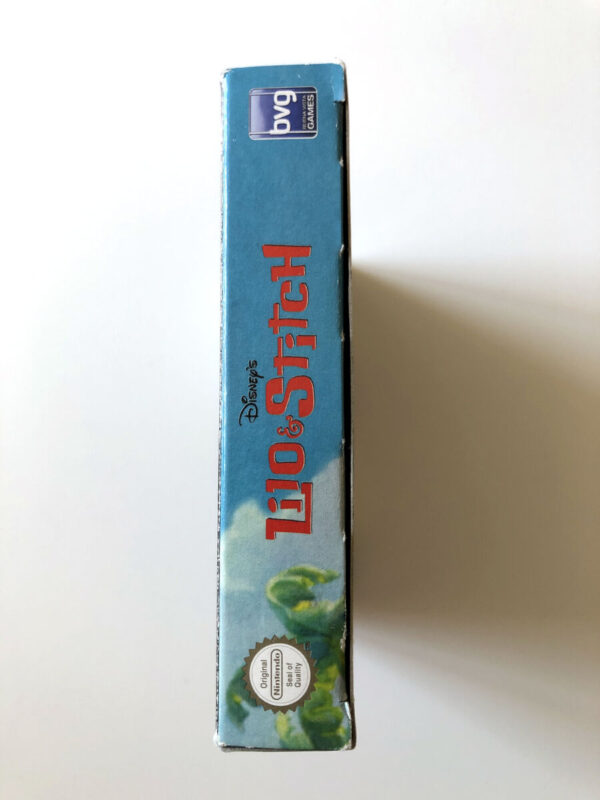 bvg
BUENA VISTA
GAMES
DISNEY'S
LilO & StitcH
Original
Nintendo
Seal of
Quality